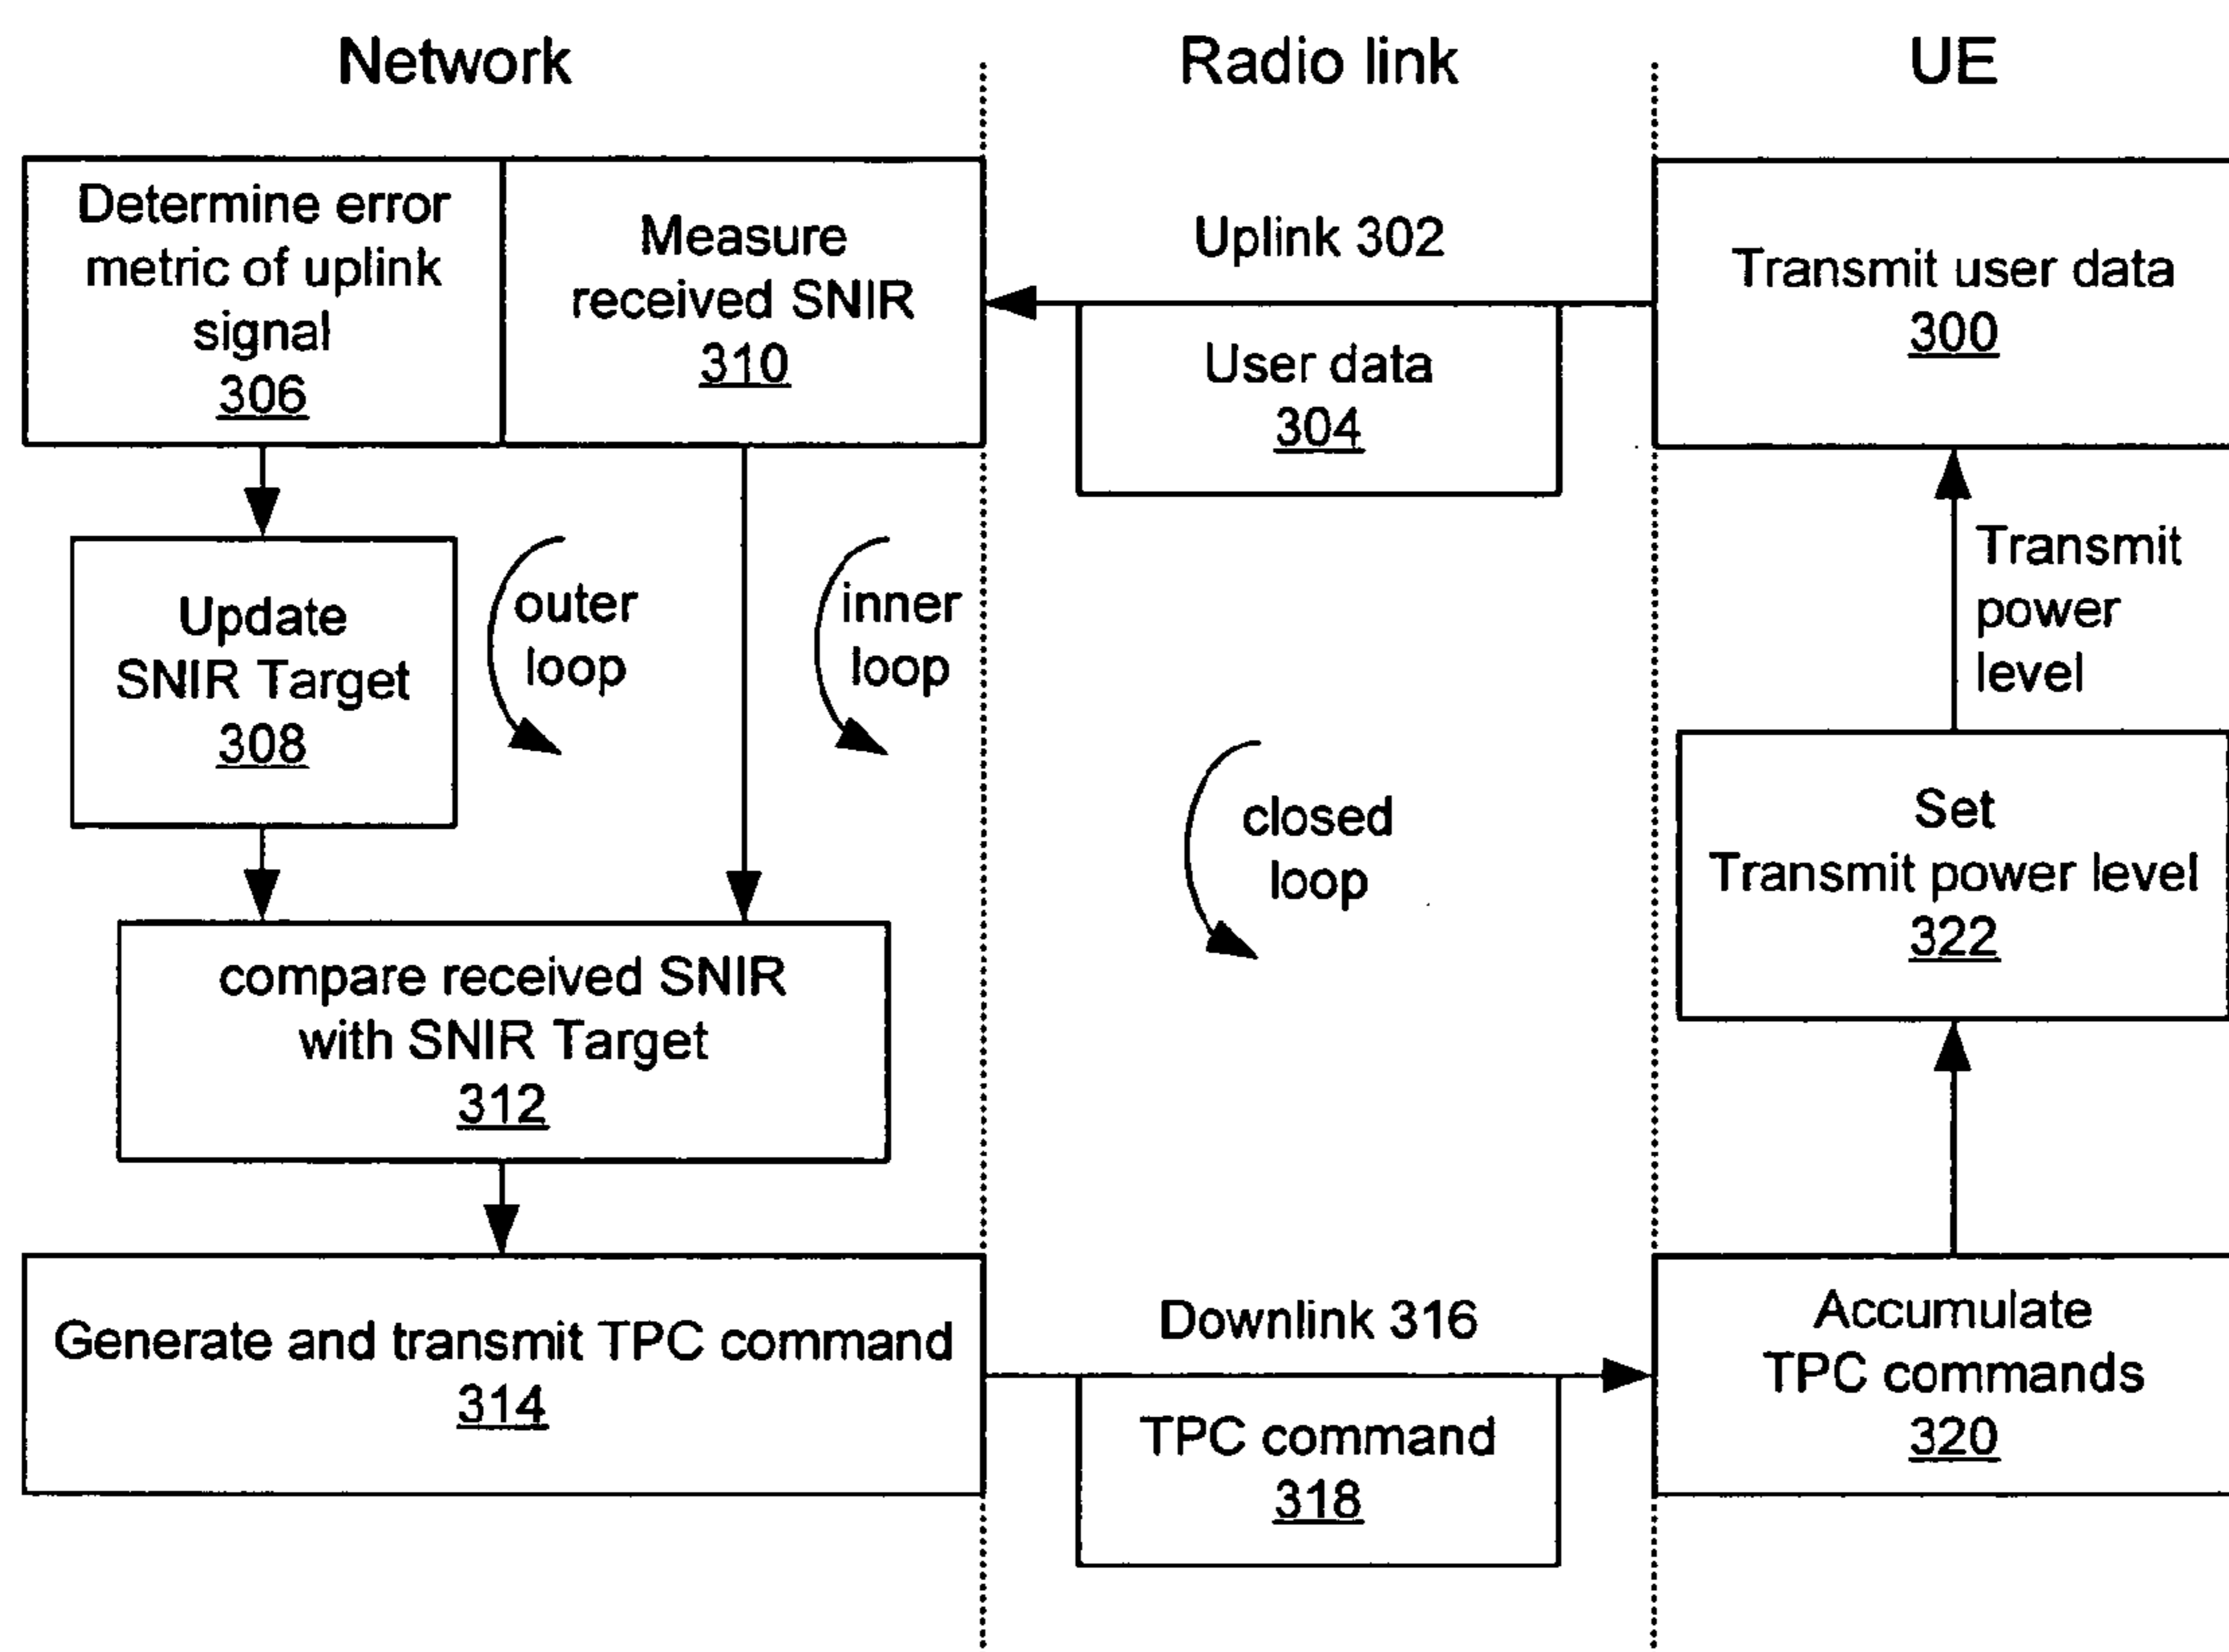 Network
Radio link
UE
Determine error
metric of uplink
signal
306
Measure
received SNIR
310
Uplink 302
User data
304
Transmit user data
300
Update
SNIR Target
308
outer
loop
inner
loop
closed
loop
Transmit
power
level
Set
Transmit power level
322
compare received SNIR
with SNIR Target
312
Generate and transmit TPC command
314
Downlink 316
TPC command
318
Accumulate
TPC commands
320